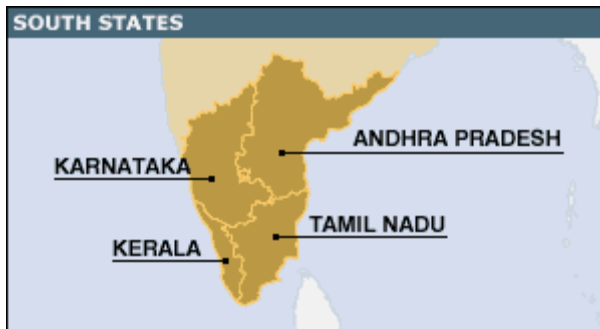 SOUTH STATES
ANDHRA PRADESH
KARNATAKA
TAMIL NADU
KERALA